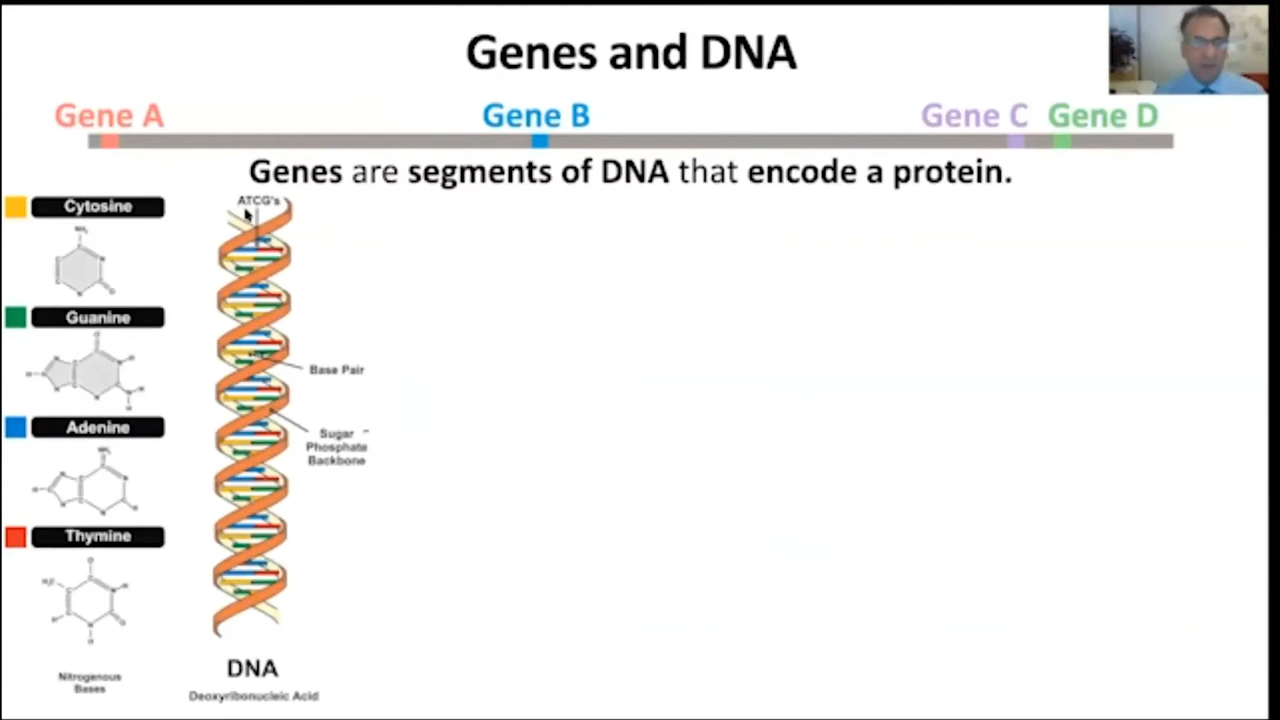 Genes and DNA
Gene A
Gene B
Gene C
Gene D
Genes are segments of DNA that encode a protein.
Cytosine
ATCG's
Guanine
Base Pair
Adenine
Sugar
Phosphate
Backbone
Thymine
DNA
Nitrogenous
Bases
Deoxyribonucleic Acid